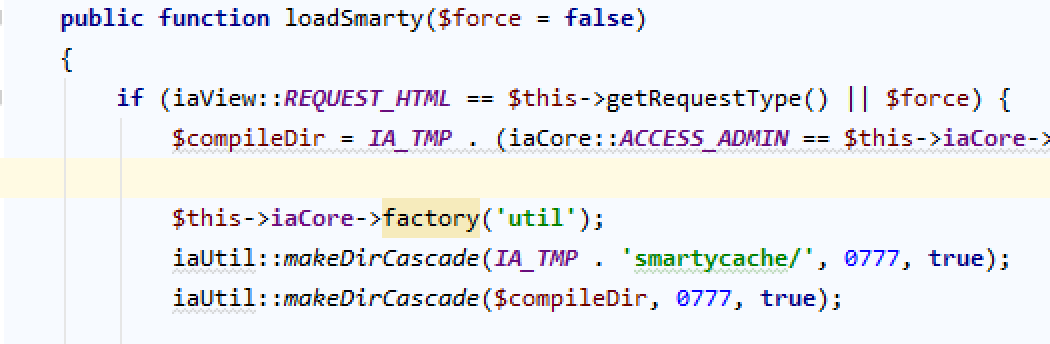 public function loadSmarty($force = false)
{
if (iaView::REQUEST_HTML == $this->getRequestType() || $force) {
$compileDir = IA_TMP . (iaCore::ACCESS_ADMIN == $this->iaCore->
$this->iaCore->factory('util');
iaUtil::makeDirCascade(IA_TMP . 'smartycache/', 0777, true);
iaUtil::makeDirCascade($compileDir, 0777, true);